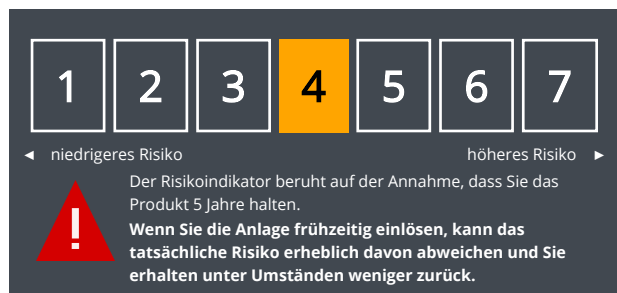 1 2 3 4 5 6 7
◄ niedrigeres Risiko höheres Risiko ►
Der Risikoindikator beruht auf der Annahme, dass Sie das
Produkt 5 Jahre halten.
Wenn Sie die Anlage frühzeitig einlösen, kann das
tatsächliche Risiko erheblich davon abweichen und Sie
erhalten unter Umständen weniger zurück.
!